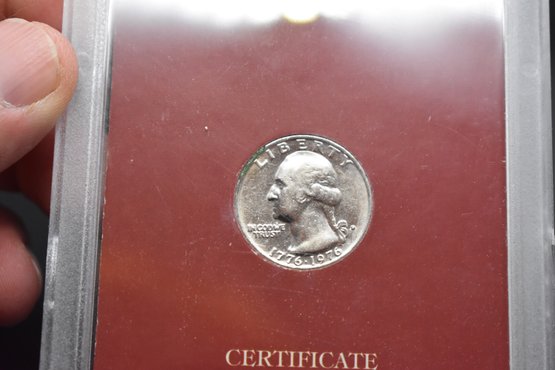 LIBERTY
IN GOD WE
TRUST
1776·1976
CERTIFICATE